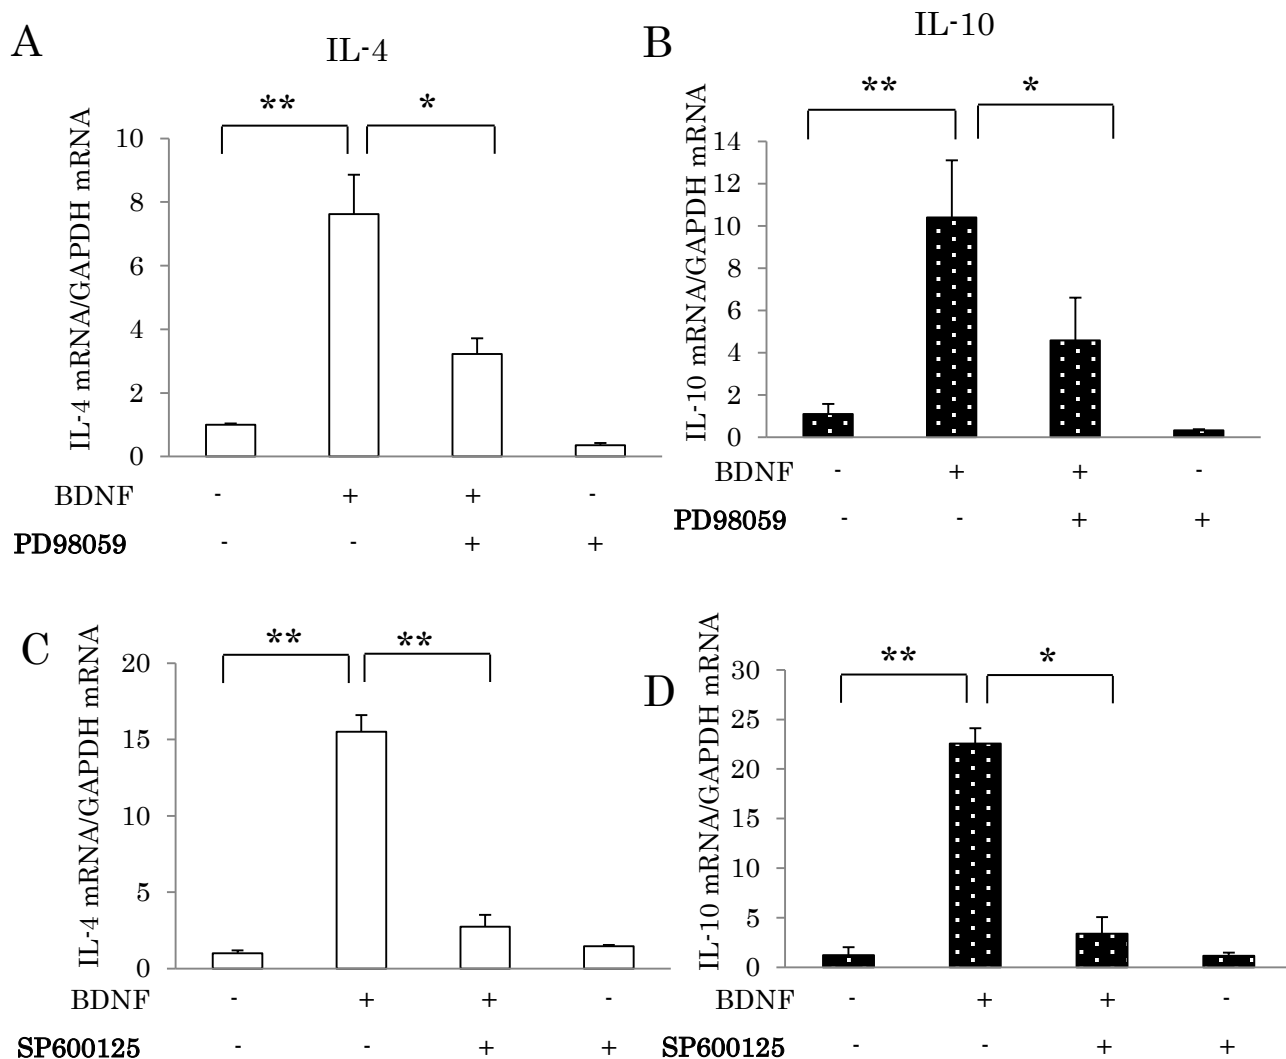 A
IL-4
** *
IL-4 mRNA/GAPDH mRNA
10
8
6
4
2
0
BDNF - + + -
PD98059 - - + +
B
IL-10
** *
IL-10 mRNA/GAPDH mRNA
14
12
10
8
6
4
2
0
BDNF - + + -
PD98059 - - + +
C
** **
IL-4 mRNA/GAPDH mRNA
20
15
10
5
0
BDNF - + + -
SP600125 - - + +
D
** *
IL-10 mRNA/GAPDH mRNA
30
25
20
15
10
5
0
BDNF - + + -
SP600125 - - + +